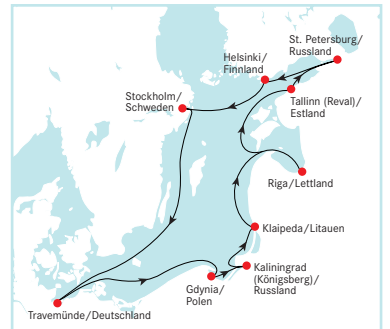 St. Petersburg/
Russland
Helsinki/
Finnland
Stockholm/
Schweden
Tallinn (Reval)/
Estland
Riga/Lettland
Klaipeda/Litauen
Kaliningrad
(Königsberg)/
Russland
Gdynia/
Polen
Travemünde/Deutschland